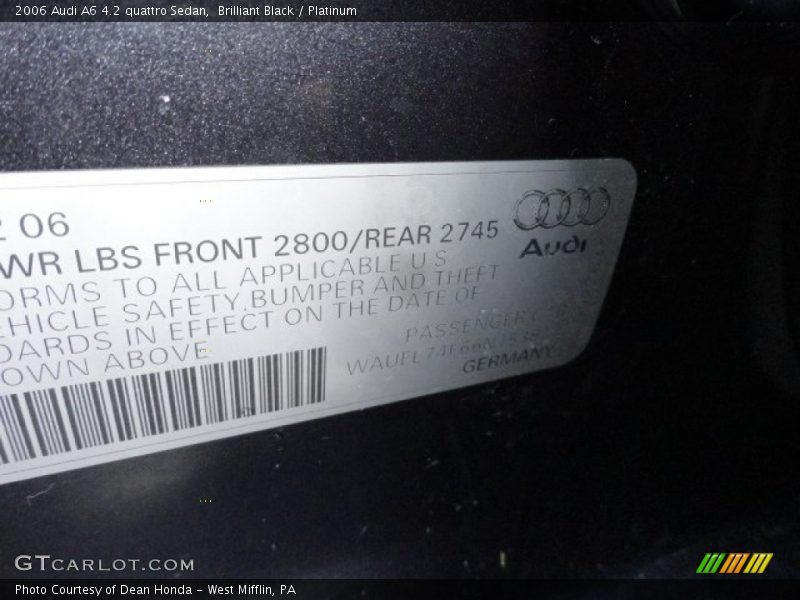 2006 Audi A6 4.2 quattro Sedan, Brilliant Black / Platinum
06
WR LBS FRONT 2800/REAR 2745
ORMS TO ALL APPLICABLE U S
EHICLE SAFETY, BUMPER AND THEFT
DARDS IN EFFECT ON THE DATE OF
OWN ABOVE
Audi
PASSENGER
GERMANY
GTCARLOT.COM
Photo Courtesy of Dean Honda - West Mifflin, PA